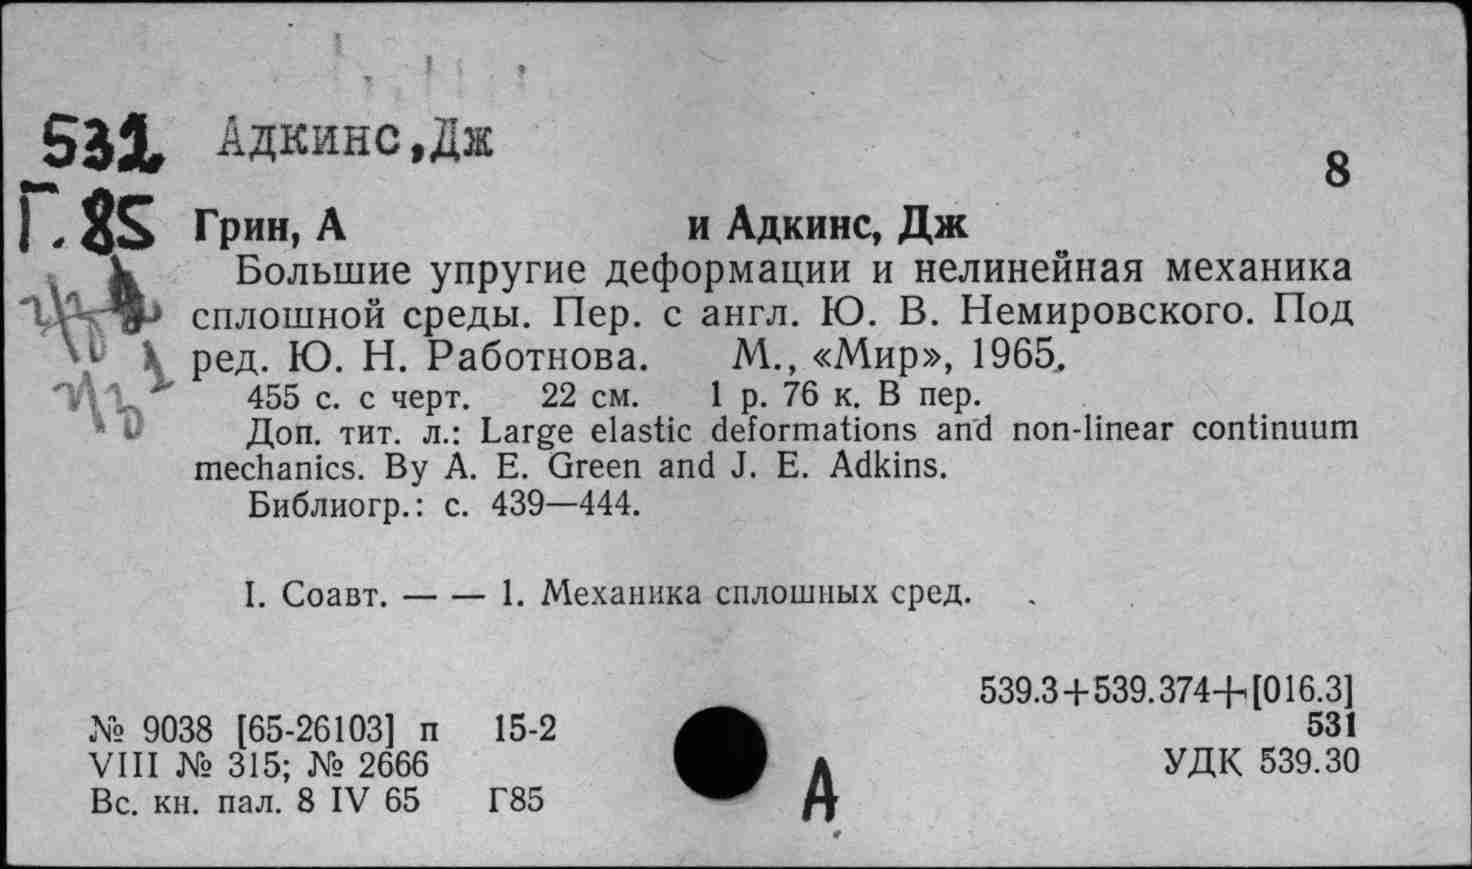 531 Адкинс,Дж
8
Г.85 Грин, А и Адкинс, Дж
Большие упругие деформации и нелинейная механика
сплошной среды. Пер. с англ. Ю. В. Немировского. Под
ред. Ю. Н. Работнова. М., «Мир», 1965.
455 с. с черт. 22 см. 1 р. 76 к. В пер.
Доп. тит. л.: Large elastic deformations and non-linear continuum
mechanics. By A. E. Green and J. E. Adkins.
Библиогр.: с. 439—444.
I. Соавт. — — 1. Механика сплошных сред.
539.3+539.374+[016.3]
№ 9038 [65-26103] п 15-2 531
VIII № 315; № 2666 УДК 539.30
Вс. кн. пал. 8 IV 65 Г85 А